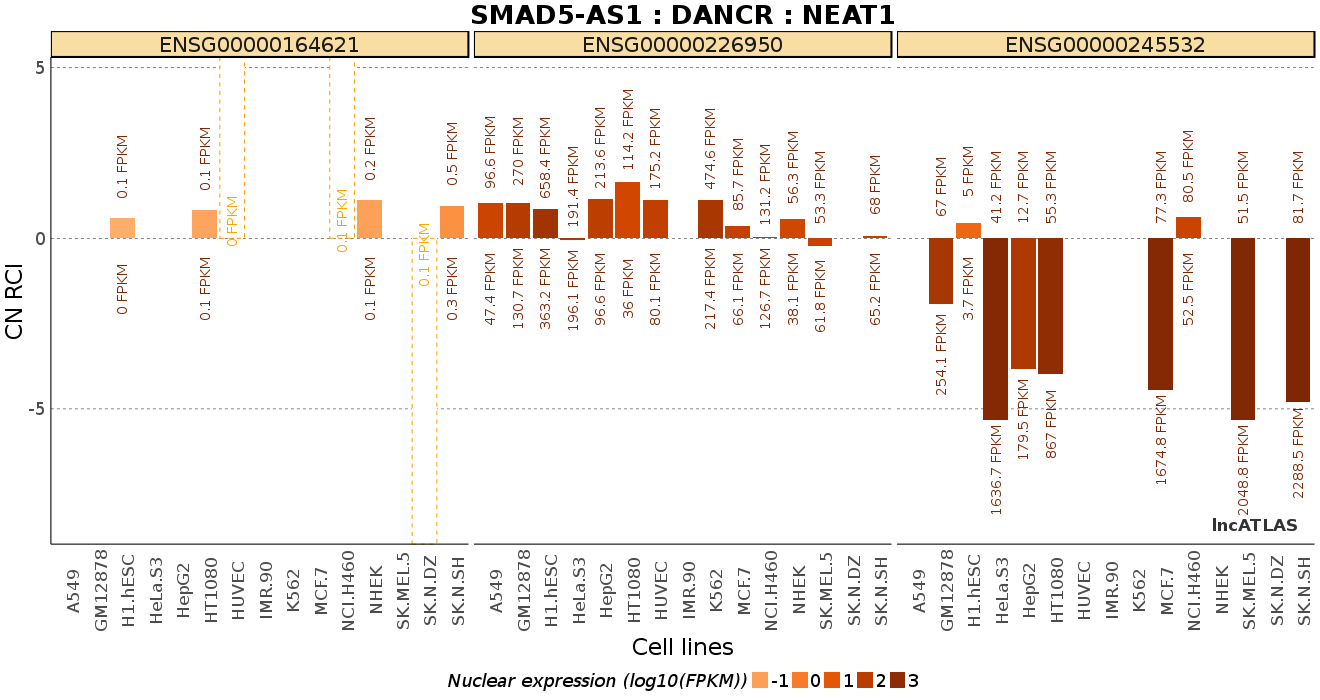 SMAD5-AS1 : DANCR : NEAT1
ENSG00000164621
ENSG00000226950
ENSG00000245532
CN RCI
5
0
-5
0.1 FPKM
0 FPKM
0.1 FPKM
0.1 FPKM
0 FPKM
0.1 FPKM
0.2 FPKM
0.1 FPKM
0.1 FPKM
0.5 FPKM
0.3 FPKM
96.6 FPKM
47.4 FPKM
270 FPKM
130.7 FPKM
658.4 FPKM
363.2 FPKM
191.4 FPKM
196.1 FPKM
213.6 FPKM
96.6 FPKM
114.2 FPKM
36 FPKM
175.2 FPKM
80.1 FPKM
474.6 FPKM
217.4 FPKM
85.7 FPKM
66.1 FPKM
131.2 FPKM
126.7 FPKM
56.3 FPKM
38.1 FPKM
53.3 FPKM
61.8 FPKM
68 FPKM
65.2 FPKM
67 FPKM
254.1 FPKM
5 FPKM
3.7 FPKM
41.2 FPKM
1636.7 FPKM
12.7 FPKM
179.5 FPKM
55.3 FPKM
867 FPKM
77.3 FPKM
1674.8 FPKM
80.5 FPKM
52.5 FPKM
51.5 FPKM
2048.8 FPKM
81.7 FPKM
2288.5 FPKM
lncATLAS
A549
GM12878
H1.hESC
HeLa.S3
HepG2
HT1080
HUVEC
IMR.90
K562
MCF.7
NCI.H460
NHEK
SK.MEL.5
SK.N.DZ
SK.N.SH
A549
GM12878
H1.hESC
HeLa.S3
HepG2
HT1080
HUVEC
IMR.90
K562
MCF.7
NCI.H460
NHEK
SK.MEL.5
SK.N.DZ
SK.N.SH
A549
GM12878
H1.hESC
HeLa.S3
HepG2
HT1080
HUVEC
IMR.90
K562
MCF.7
NCI.H460
NHEK
SK.MEL.5
SK.N.DZ
SK.N.SH
Cell lines
Nuclear expression (log10(FPKM)) -1 0 1 2 3